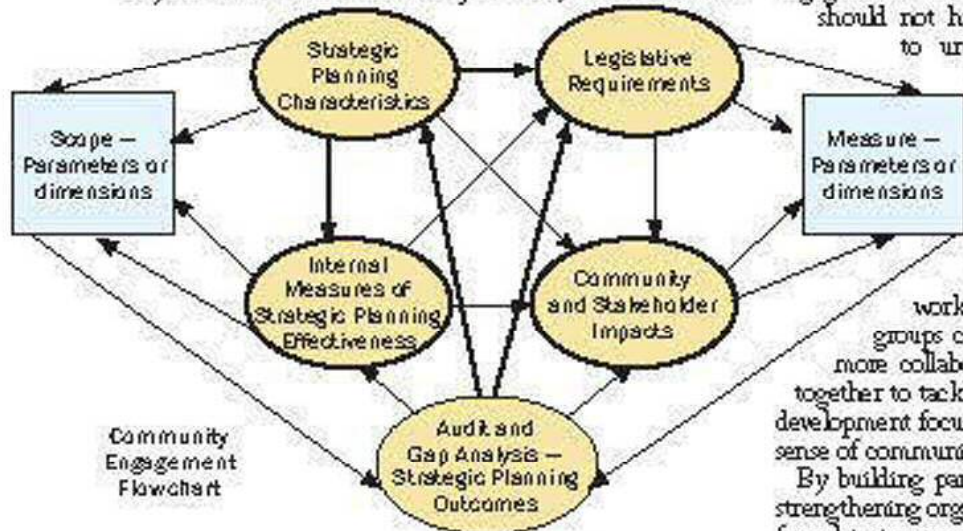 should not h
to ur
Strategic
Planning
Characteristics
Legislative
Requirements
Scope —
Parameters or
dimensions
Measure —
Parameters or
dimensions
Internal
Measures of
Strategic Planning
Effectiveness
Community
and Stakeholder
Impacts
Audit and
Gap Analysis —
Strategic Planning
Outcomes
Community
Engagement
Flowchart
work
groups c
more collabo
together to tack
development focu
sense of communi
By building par
strengthening org